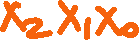 x₂ x₁ x₀